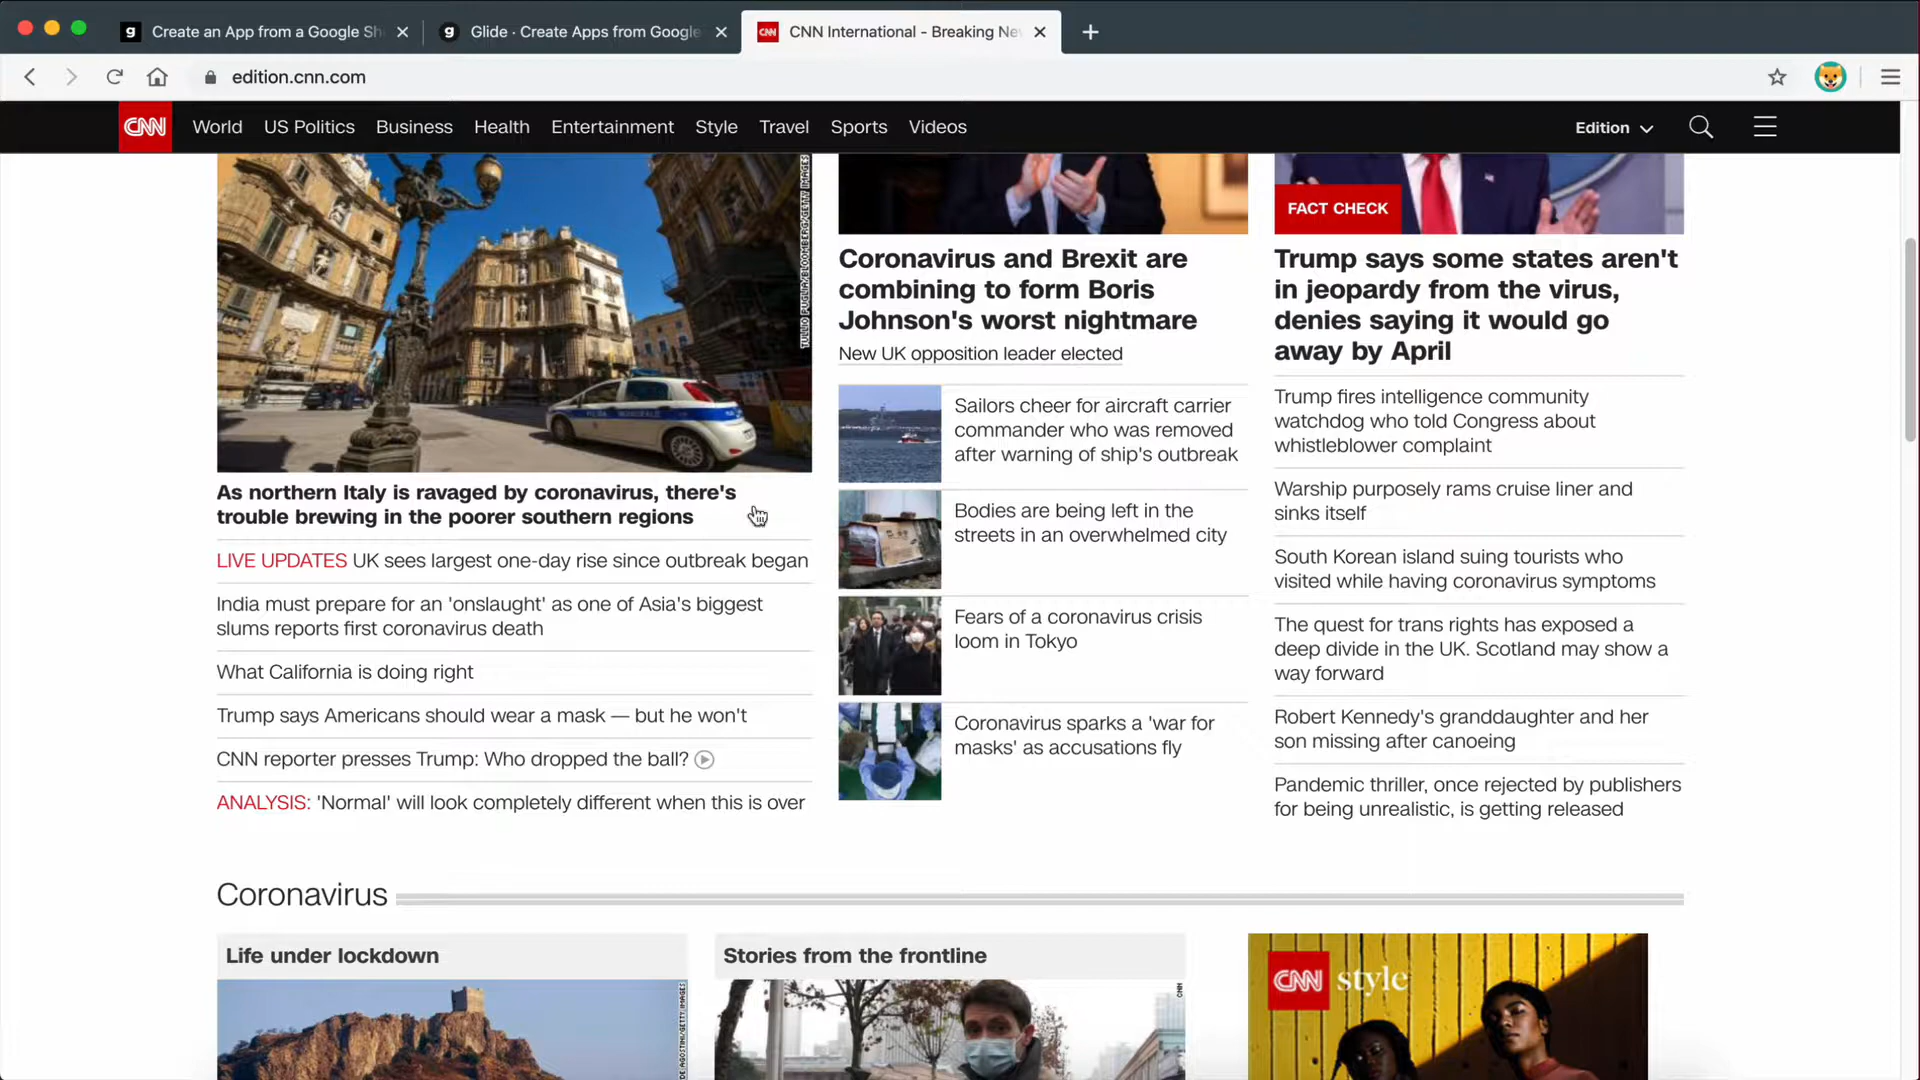 Create an App from a Google Sh
Glide · Create Apps from Google
CNN International - Breaking Ne
edition.cnn.com
CNN
World
US Politics
Business
Health
Entertainment
Style
Travel
Sports
Videos
Edition
TULLIO PUGLIA/BLOOMBERG/GETTY IMAGES
As northern Italy is ravaged by coronavirus, there's
trouble brewing in the poorer southern regions
LIVE UPDATES UK sees largest one-day rise since outbreak began
India must prepare for an 'onslaught' as one of Asia's biggest
slums reports first coronavirus death
What California is doing right
Trump says Americans should wear a mask — but he won't
CNN reporter presses Trump: Who dropped the ball?
ANALYSIS: 'Normal' will look completely different when this is over
Coronavirus and Brexit are
combining to form Boris
Johnson's worst nightmare
New UK opposition leader elected
Sailors cheer for aircraft carrier
commander who was removed
after warning of ship's outbreak
Bodies are being left in the
streets in an overwhelmed city
Fears of a coronavirus crisis
loom in Tokyo
Coronavirus sparks a 'war for
masks' as accusations fly
FACT CHECK
Trump says some states aren't
in jeopardy from the virus,
denies saying it would go
away by April
Trump fires intelligence community
watchdog who told Congress about
whistleblower complaint
Warship purposely rams cruise liner and
sinks itself
South Korean island suing tourists who
visited while having coronavirus symptoms
The quest for trans rights has exposed a
deep divide in the UK. Scotland may show a
way forward
Robert Kennedy's granddaughter and her
son missing after canoeing
Pandemic thriller, once rejected by publishers
for being unrealistic, is getting released
Coronavirus
Life under lockdown
Stories from the frontline
CNN
CNN style